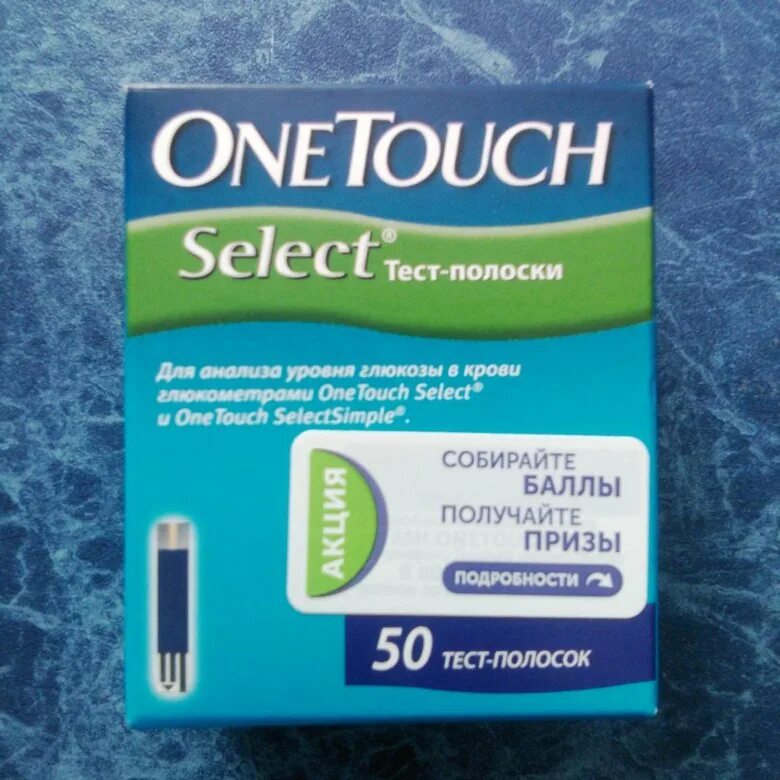 ONETOUCH
Select® Тест-полоски
Для анализа уровня глюкозы в крови
глюкометрами OneTouch Select®
и OneTouch SelectSimple®.
АКЦИЯ
СОБИРАЙТЕ
БАЛЛЫ
ПОЛУЧАЙТЕ
ПРИЗЫ
ПОДРОБНОСТИ
50 ТЕСТ-ПОЛОСОК